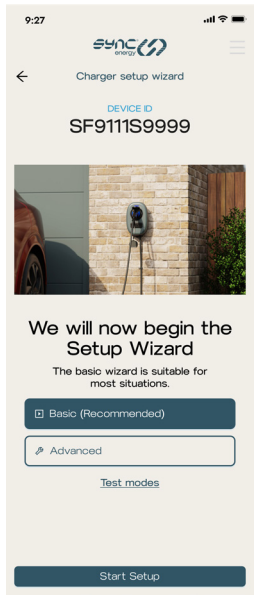 9:27
sync
energy
Charger setup wizard
DEVICE ID
SF9111S9999
We will now begin the
Setup Wizard
The basic wizard is suitable for
most situations.
Basic (Recommended)
Advanced
Test modes
Start Setup